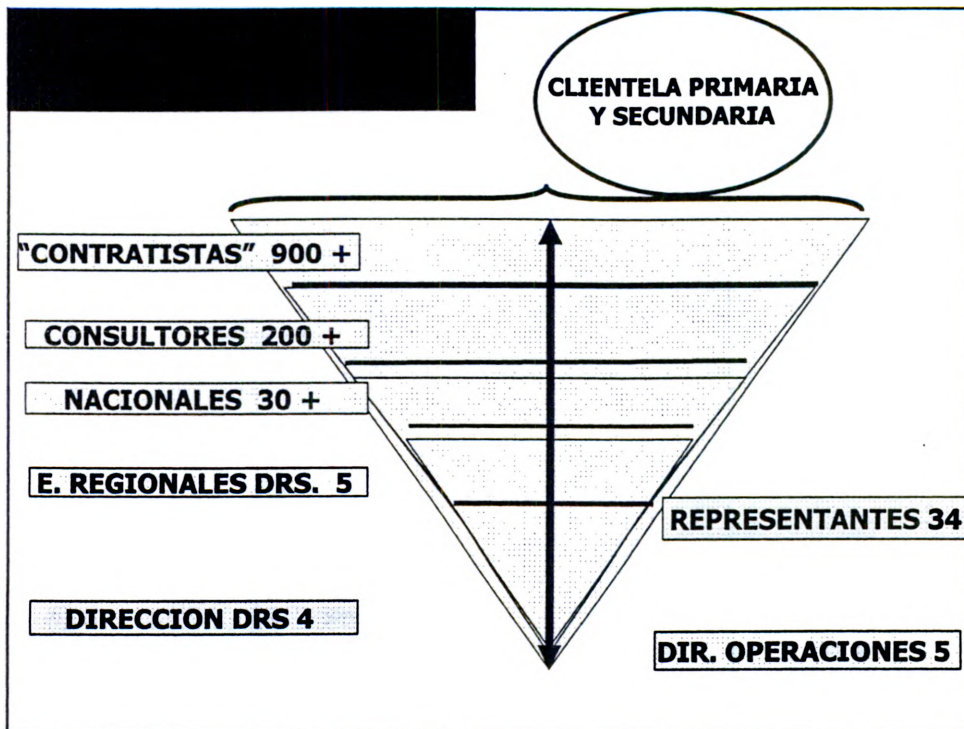 CLIENTELA PRIMARIA
Y SECUNDARIA
"CONTRATISTAS" 900 +
CONSULTORES 200 +
NACIONALES 30 +
E. REGIONALES DRS. 5
REPRESENTANTES 34
DIRECCION DRS 4
DIR. OPERACIONES 5